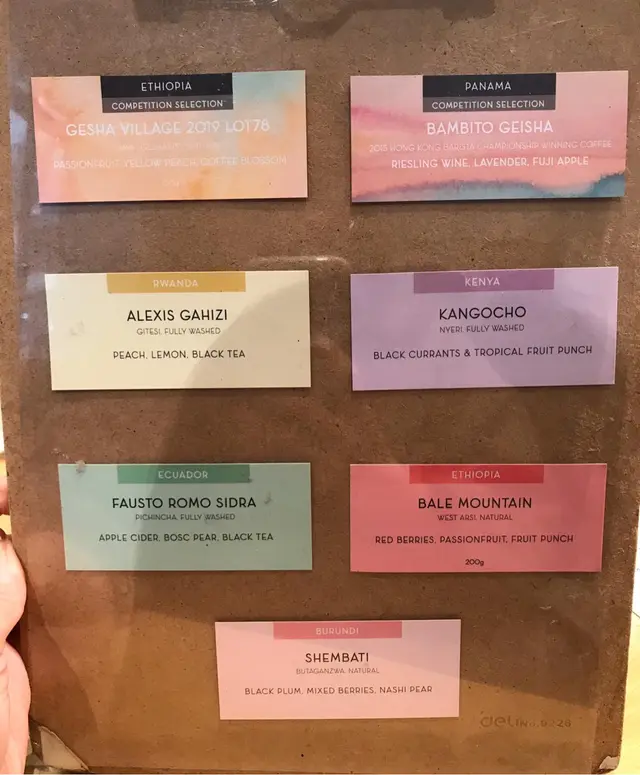 ETHIOPIA
COMPETITION SELECTION
GESHA VILLAGE 2019 LOT78
PASSIONFRUIT, YELLOW PEACH, COFFEE BLOSSOM
PANAMA
COMPETITION SELECTION
BAMBITO GEISHA
2015 HONG KONG BARISTA CHAMPIONSHIP WINNING COFFEE
RIESLING WINE, LAVENDER, FUJI APPLE
RWANDA
ALEXIS GAHIZI
GITESI, FULLY WASHED
PEACH, LEMON, BLACK TEA
KENYA
KANGOCHO
NYERI, FULLY WASHED
BLACK CURRANTS & TROPICAL FRUIT PUNCH
ECUADOR
FAUSTO ROMO SIDRA
PICHINCHA, FULLY WASHED
APPLE CIDER, BOSC PEAR, BLACK TEA
ETHIOPIA
BALE MOUNTAIN
WEST ARSI, NATURAL
RED BERRIES, PASSIONFRUIT, FRUIT PUNCH
200g
BURUNDI
SHEMBATI
BUTAGANZWA, NATURAL
BLACK PLUM, MIXED BERRIES, NASHI PEAR